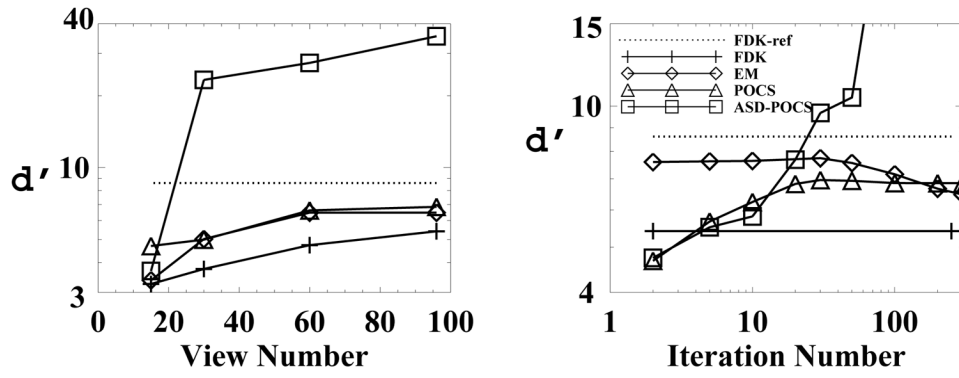 40
10
3
d′
0 20 40 60 80 100
View Number
15
10
4
d′
FDK-ref
FDK
EM
POCS
ASD-POCS
1 10 100
Iteration Number